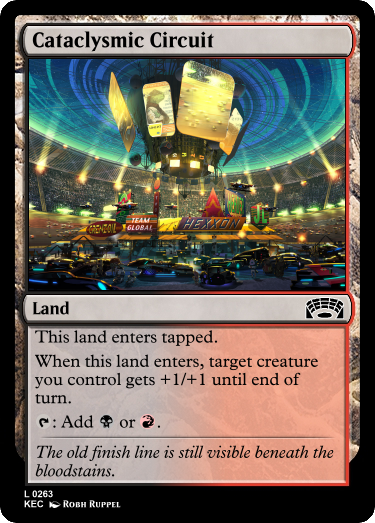 Cataclysmic Circuit
TEAM
GLOBAL
HEXXON
Land
This land enters tapped.
When this land enters, target creature
you control gets +1/+1 until end of
turn.
: Add or .
The old finish line is still visible beneath the
bloodstains.
L 0263
KEC Robh Ruppel